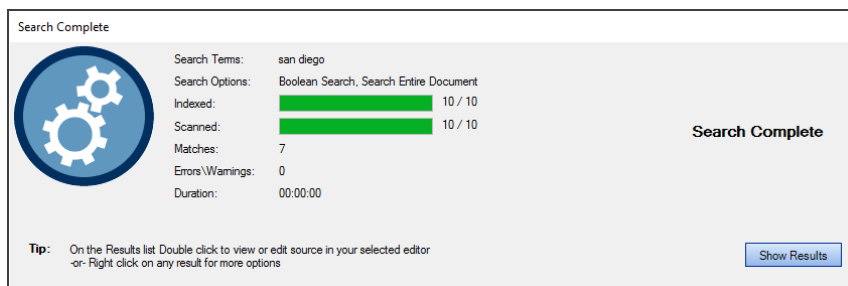 Search Complete
Search Terms: san diego
Search Options: Boolean Search, Search Entire Document
Indexed: 10 / 10
Scanned: 10 / 10
Matches: 7
Errors\Warnings: 0
Duration: 00:00:00
Search Complete
Tip: On the Results list Double click to view or edit source in your selected editor
-or- Right click on any result for more options
Show Results